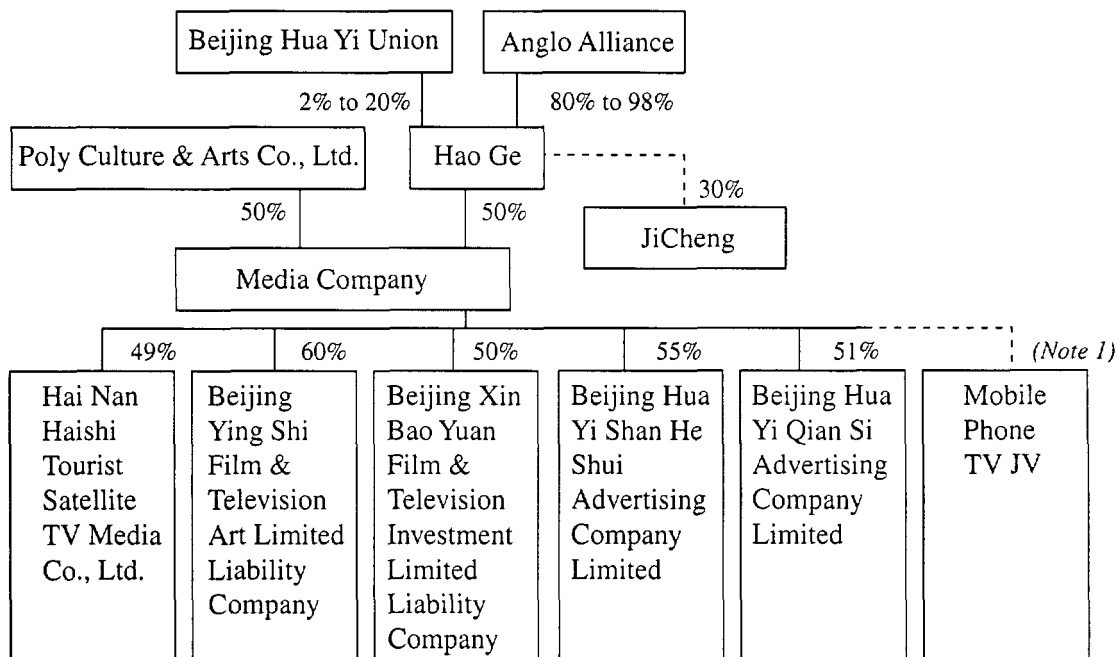 Beijing Hua Yi Union
Anglo Alliance
2% to 20%
80% to 98%
Poly Culture & Arts Co., Ltd.
Hao Ge
50%
50%
30%
JiCheng
Media Company
49%
60%
50%
55%
51%
(Note 1)
Hai Nan
Haishi
Tourist
Satellite
TV Media
Co., Ltd.
Beijing
Ying Shi
Film &
Television
Art Limited
Liability
Company
Beijing Xin
Bao Yuan
Film &
Television
Investment
Limited
Liability
Company
Beijing Hua
Yi Shan He
Shui
Advertising
Company
Limited
Beijing Hua
Yi Qian Si
Advertising
Company
Limited
Mobile
Phone
TV JV